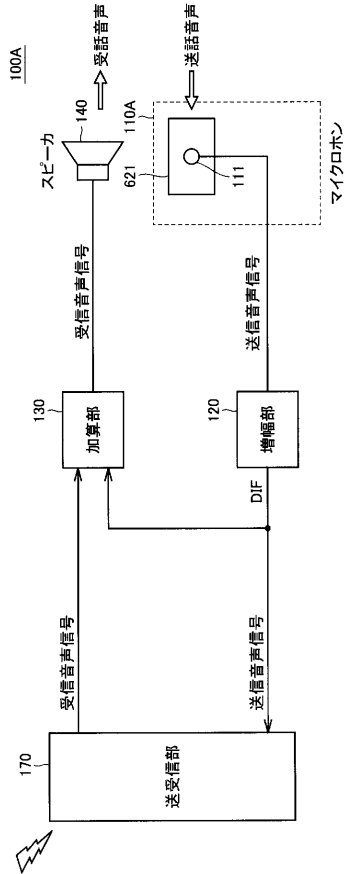 100A
受話音声
送話音声
スピーカ
140
110A
621
111
マイクロホン
受信音声信号
送信音声信号
130
加算部
120
増幅部
DIF
受信音声信号
送信音声信号
170
送受信部